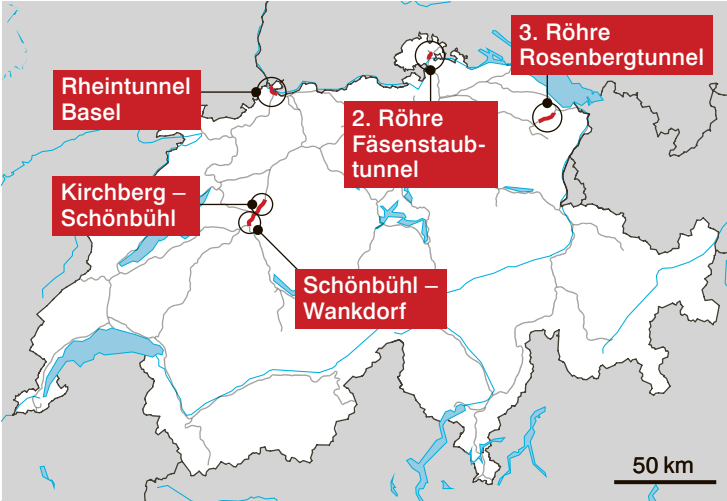 3. Röhre
Rosenbergtunnel
Rheintunnel
Basel
2. Röhre
Fäsenstaub-
tunnel
Kirchberg –
Schönbühl
Schönbühl –
Wankdorf
50 km